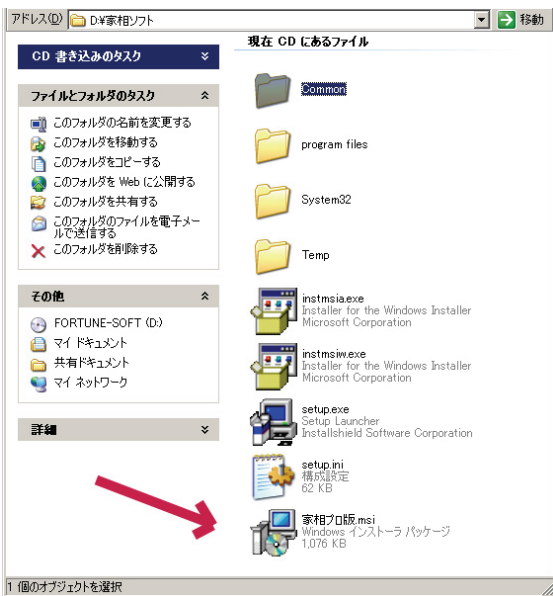 アドレス(D) D:¥家相ソフト 移動
CD 書き込みのタスク
ファイルとフォルダのタスク
このフォルダの名前を変更する
このフォルダを移動する
このフォルダをコピーする
このフォルダを Web に公開する
このフォルダを共有する
このフォルダのファイルを電子メー
ルで送信する
このフォルダを削除する
その他
FORTUNE-SOFT (D:)
マイ ドキュメント
共有ドキュメント
マイ ネットワーク
詳細
現在 CD にあるファイル
Common
program files
System32
Temp
instmsia.exe
Installer for the Windows Installer
Microsoft Corporation
instmsiw.exe
Installer for the Windows Installer
Microsoft Corporation
setup.exe
Setup Launcher
InstallShield Software Corporation
setup.ini
構成設定
62 KB
家相プロ版.msi
Windows インストーラ パッケージ
1,076 KB
1 個のオブジェクトを選択